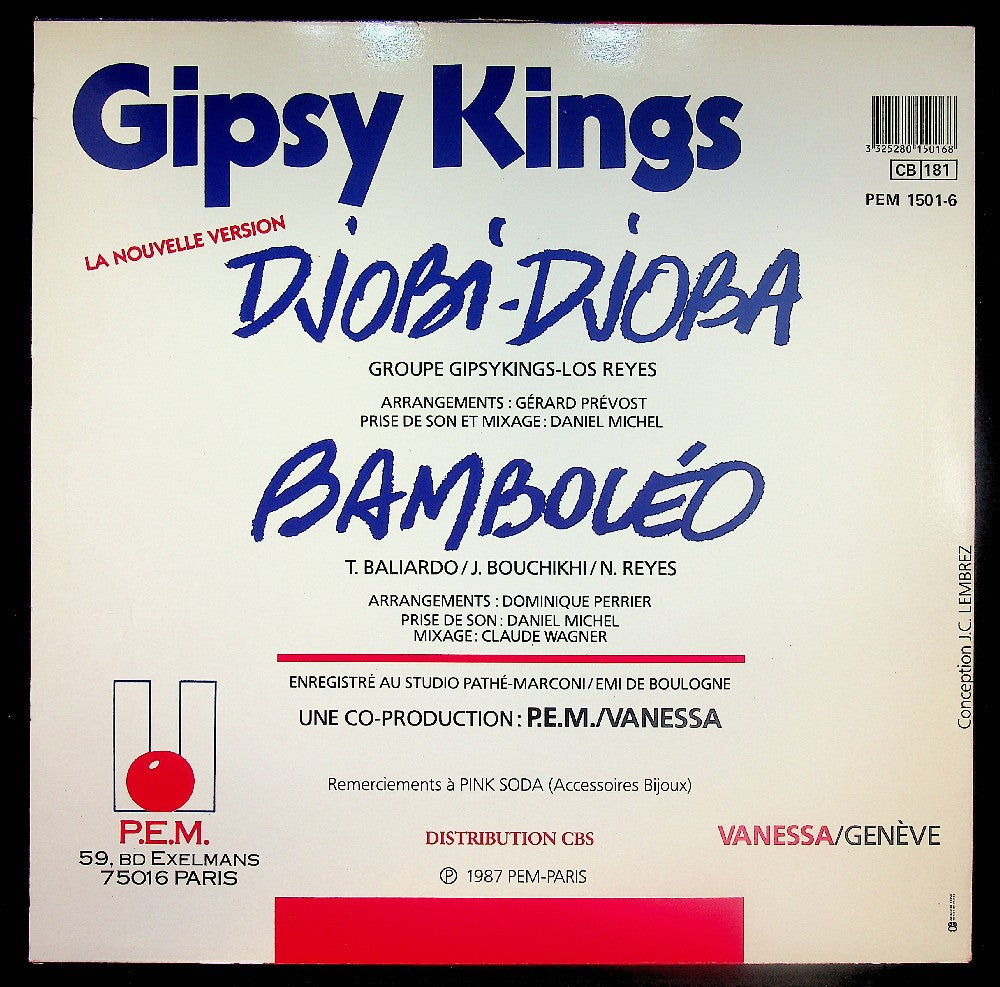 Gipsy Kings
3 325280 150168
CB 181
PEM 1501-6
LA NOUVELLE VERSION
DJOBI-DJOBA
GROUPE GIPSYKINGS-LOS REYES
ARRANGEMENTS : GÉRARD PRÉVOST
PRISE DE SON ET MIXAGE : DANIEL MICHEL
BAMBOLÉO
T. BALIARDO / J. BOUCHIKHI / N. REYES
ARRANGEMENTS : DOMINIQUE PERRIER
PRISE DE SON : DANIEL MICHEL
MIXAGE : CLAUDE WAGNER
ENREGISTRÉ AU STUDIO PATHÉ-MARCONI / EMI DE BOULOGNE
UNE CO-PRODUCTION : P.E.M./VANESSA
Conception J.C. LEMBREZ
Remerciements à PINK SODA (Accessoires Bijoux)
P.E.M.
59, BD EXELMANS
75016 PARIS
DISTRIBUTION CBS
℗ 1987 PEM-PARIS
VANESSA/GENÈVE